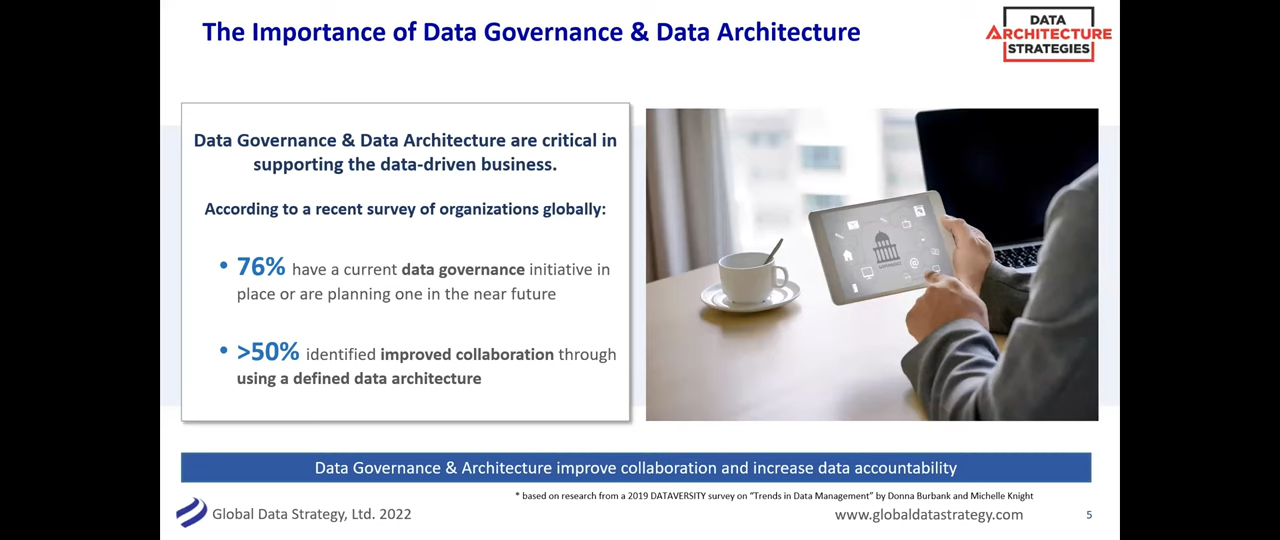 The Importance of Data Governance & Data Architecture
DATA
ARCHITECTURE
STRATEGIES
Data Governance & Data Architecture are critical in
supporting the data-driven business.
According to a recent survey of organizations globally:
• 76% have a current data governance initiative in
place or are planning one in the near future
• >50% identified improved collaboration through
using a defined data architecture
Data Governance & Architecture improve collaboration and increase data accountability
* based on research from a 2019 DATAVERSITY survey on “Trends in Data Management” by Donna Burbank and Michelle Knight
Global Data Strategy, Ltd. 2022
www.globaldatastrategy.com
5